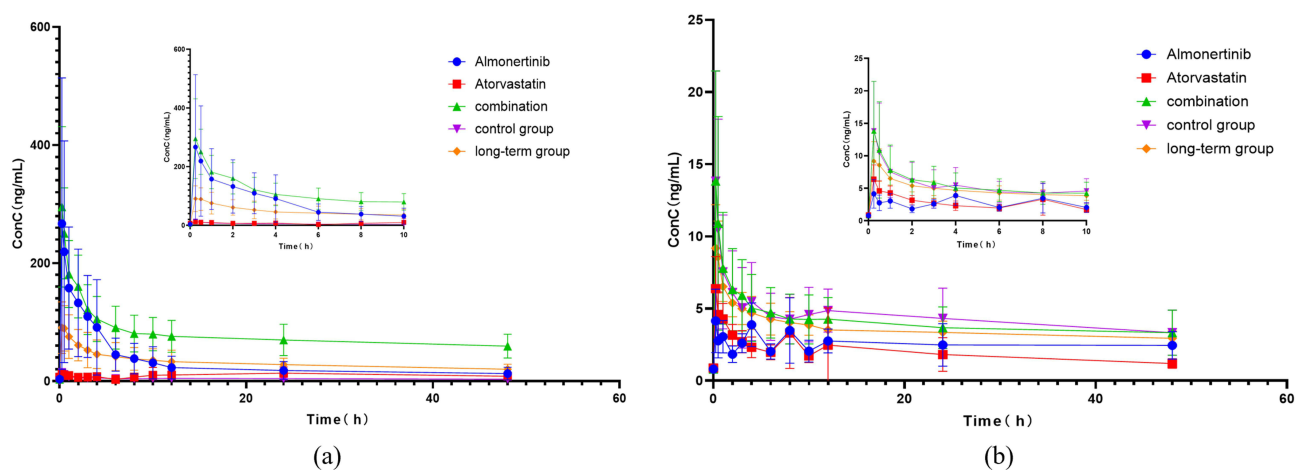 600
400
200
0
ConC(ng/mL)
0
20
40
60
Time( h )
600
400
200
0
ConC(ng/mL)
0
2
4
6
8
10
Time( h )
Almonertinib
Atorvastatin
combination
control group
long-term group
(a)
25
20
15
10
5
0
ConC(ng/mL)
0
20
40
60
Time( h )
25
20
15
10
5
0
ConC(ng/mL)
0
2
4
6
8
10
Time( h )
Almonertinib
Atorvastatin
combination
control group
long-term group
(b)